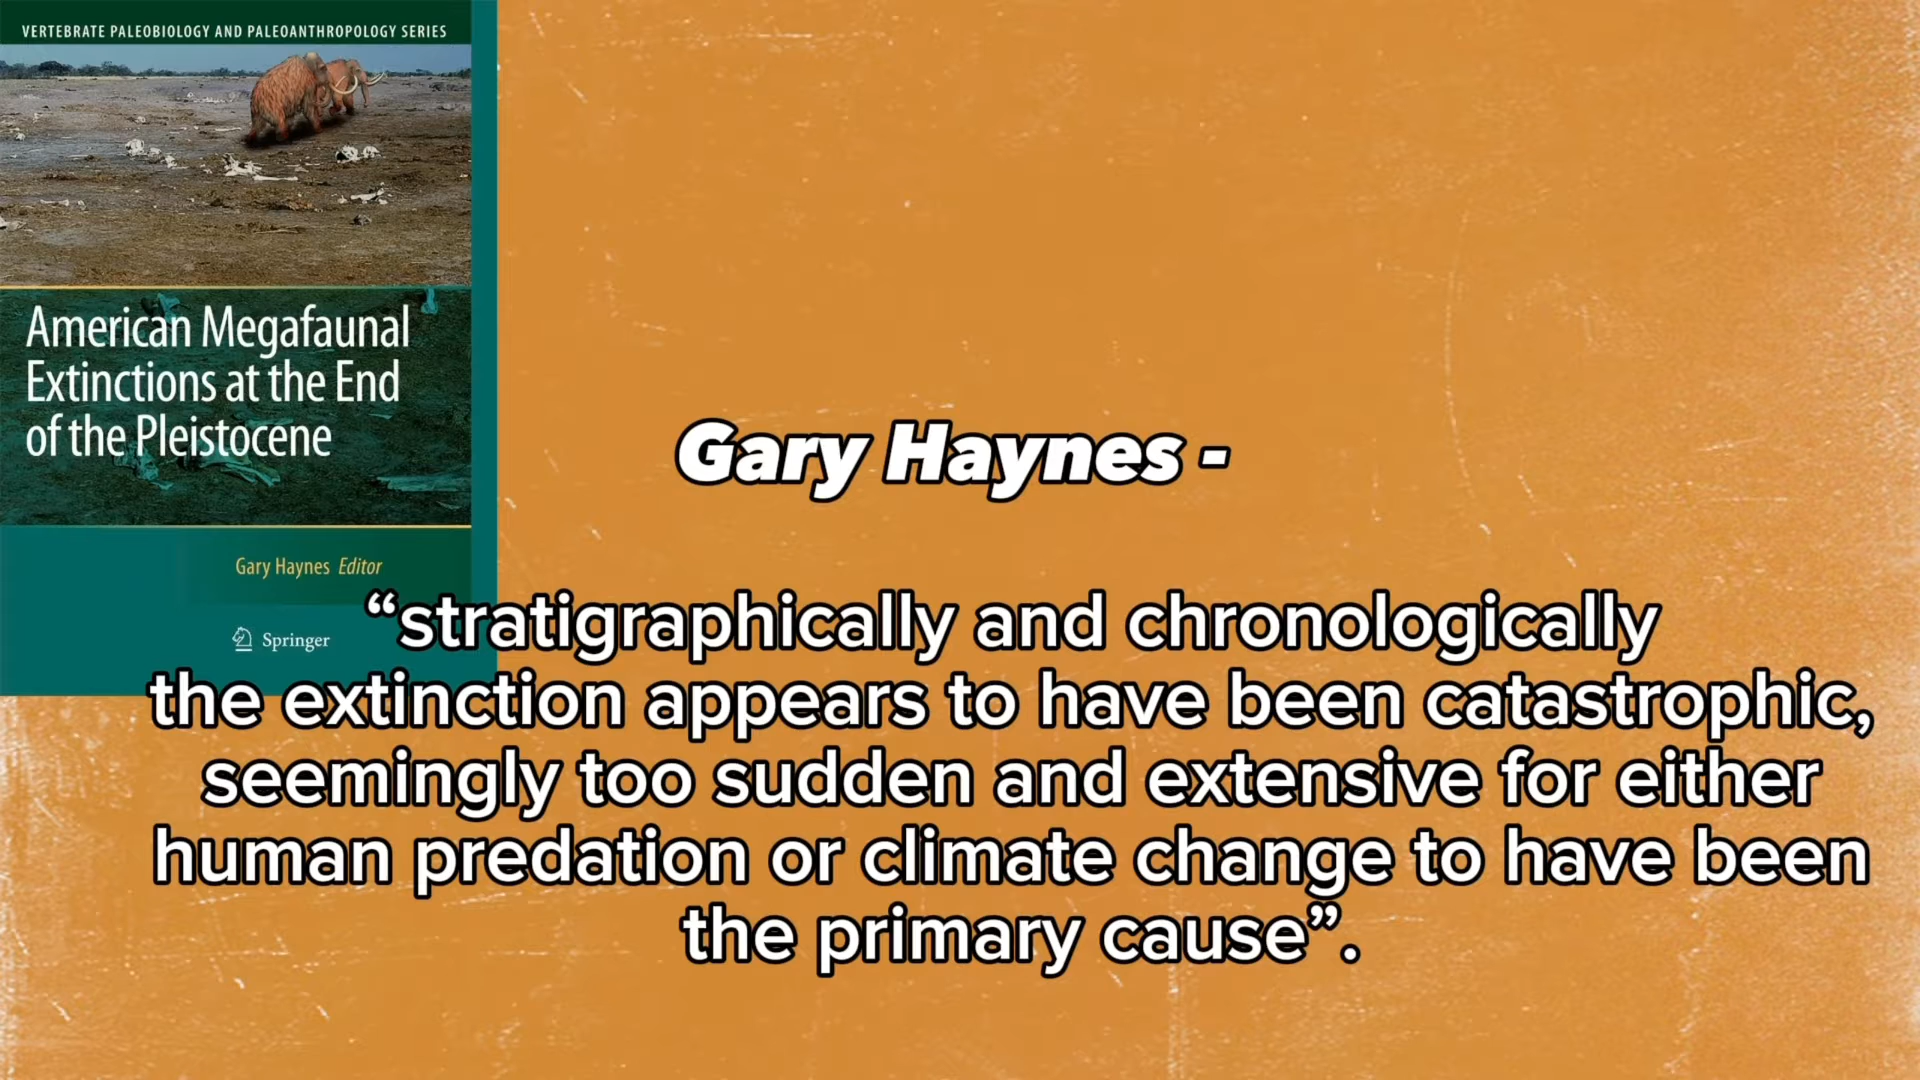 VERTEBRATE PALEOBIOLOGY AND PALEOANTHROPOLOGY SERIES
American Megafaunal
Extinctions at the End
of the Pleistocene
Gary Haynes Editor
Springer
Gary Haynes -
“stratigraphically and chronologically
the extinction appears to have been catastrophic,
seemingly too sudden and extensive for either
human predation or climate change to have been
the primary cause”.